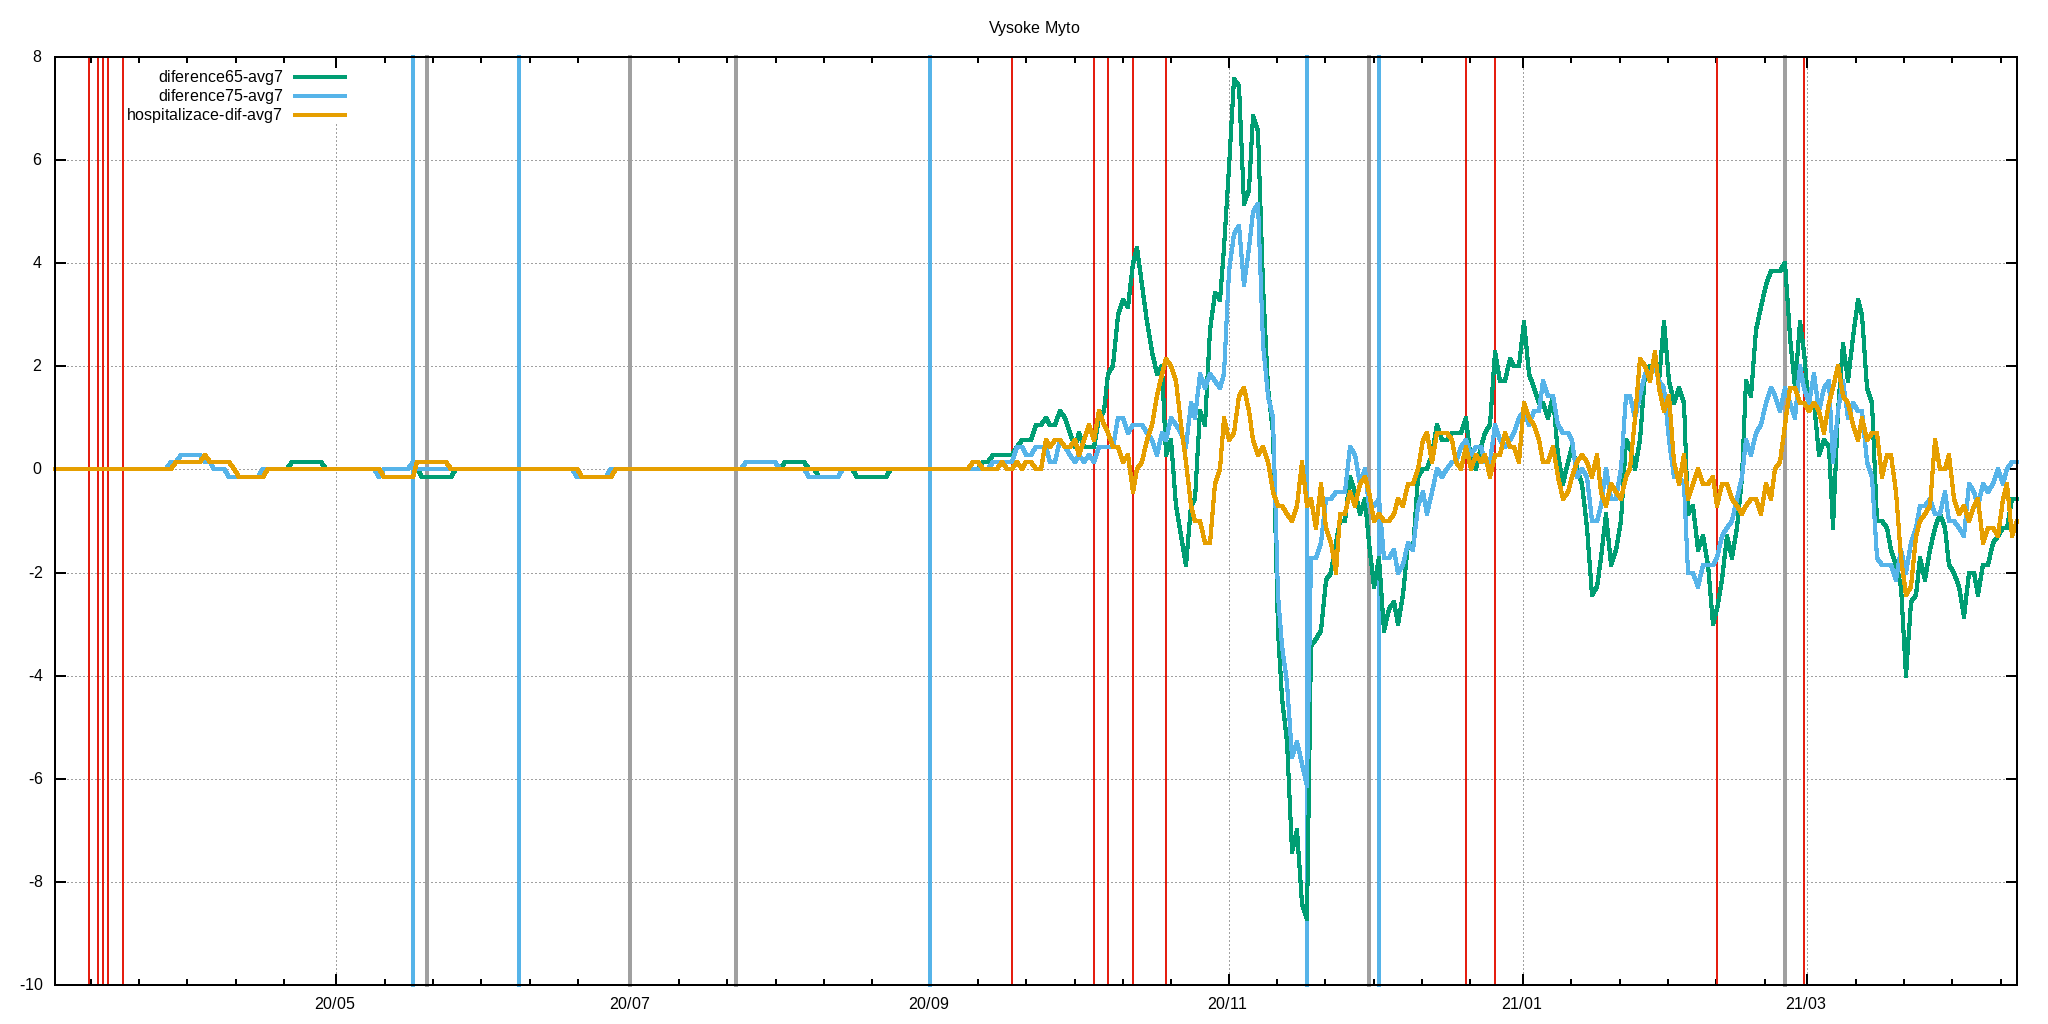 Vysoke Myto
8
diference65-avg7
diference75-avg7
hospitalizace-dif-avg7
6
4
2
0
-2
-4
-6
-8
-10
20/05 20/07 20/09 20/11 21/01 21/03